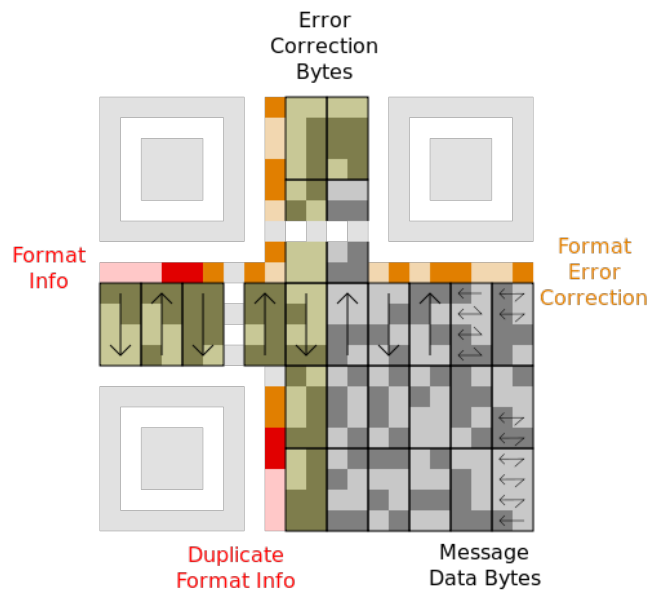 Error
Correction
Bytes
Format
Info
Format
Error
Correction
Duplicate
Format Info
Message
Data Bytes